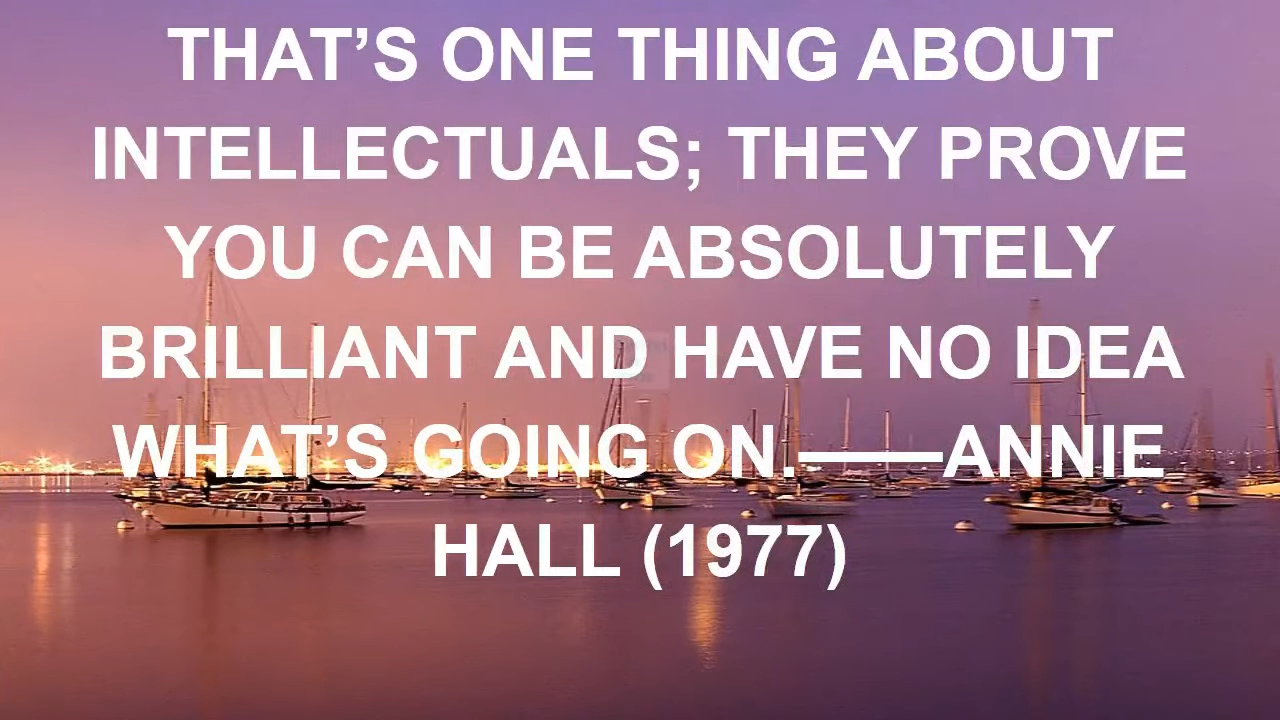 THAT’S ONE THING ABOUT
INTELLECTUALS; THEY PROVE
YOU CAN BE ABSOLUTELY
BRILLIANT AND HAVE NO IDEA
WHAT’S GOING ON.——ANNIE
HALL (1977)